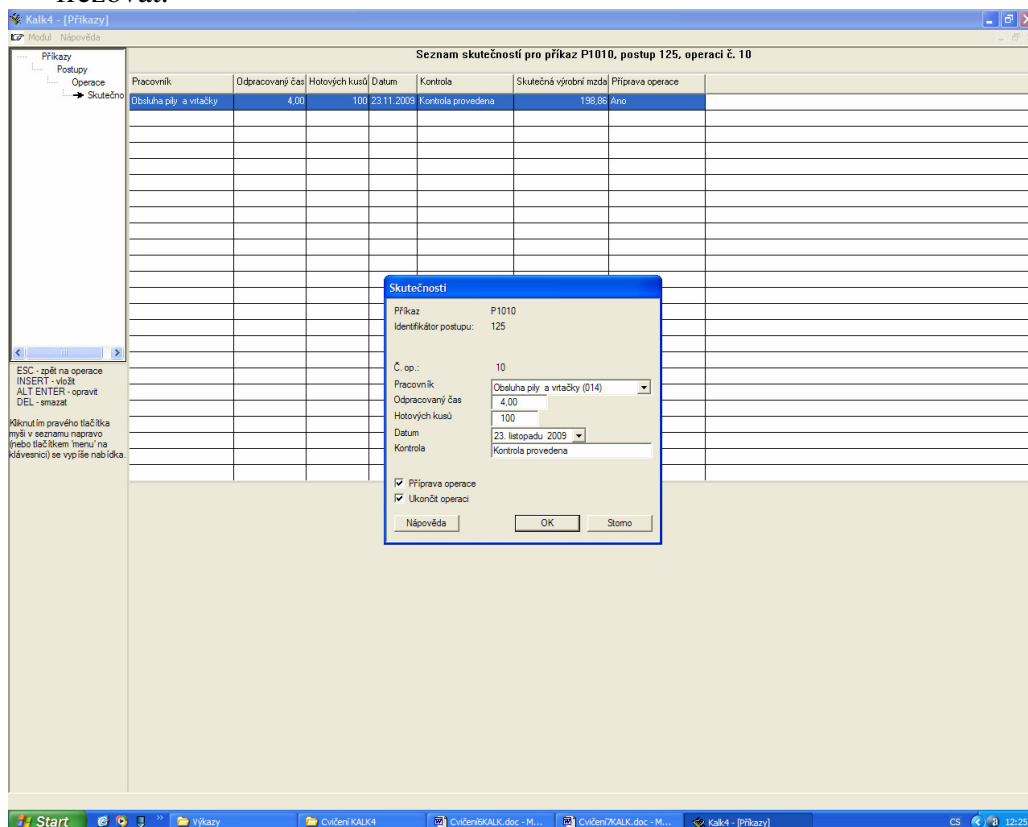 Kalk4 - [Příkazy]
Modul Nápověda
Příkazy
Postupy
Operace
Skutečno
Seznam skutečností pro příkaz P1010, postup 125, operaci č. 10
Pracovník Odpracovaný čas Hotových kusů Datum Kontrola Skutečná výrobní mzda Příprava operace
Obsluha pily a vrtačky 4,00 100 23.11.2009 Kontrola provedena 198,86 Ano
ESC - zpět na operace
INSERT - vložit
ALT ENTER - opravit
DEL - smazat
Kliknutím pravého tlačítka
myši v seznamu napravo
(nebo tlačítkem 'menu' na
klávesnici) se vypíše nabídka.
Skutečnosti
Příkaz P1010
Identifikátor postupu: 125
Č. op.: 10
Pracovník Obsluha pily a vrtačky (014)
Odpracovaný čas 4,00
Hotových kusů 100
Datum 23. listopadu 2009
Kontrola Kontrola provedena
Příprava operace
Ukončit operaci
Nápověda OK Storno
Start Výkazy Cvičení KALK4 Cvičení6KALK.doc - M... Cvičení7KALK.doc - M... Kalk4 - [Příkazy] CS 12:25